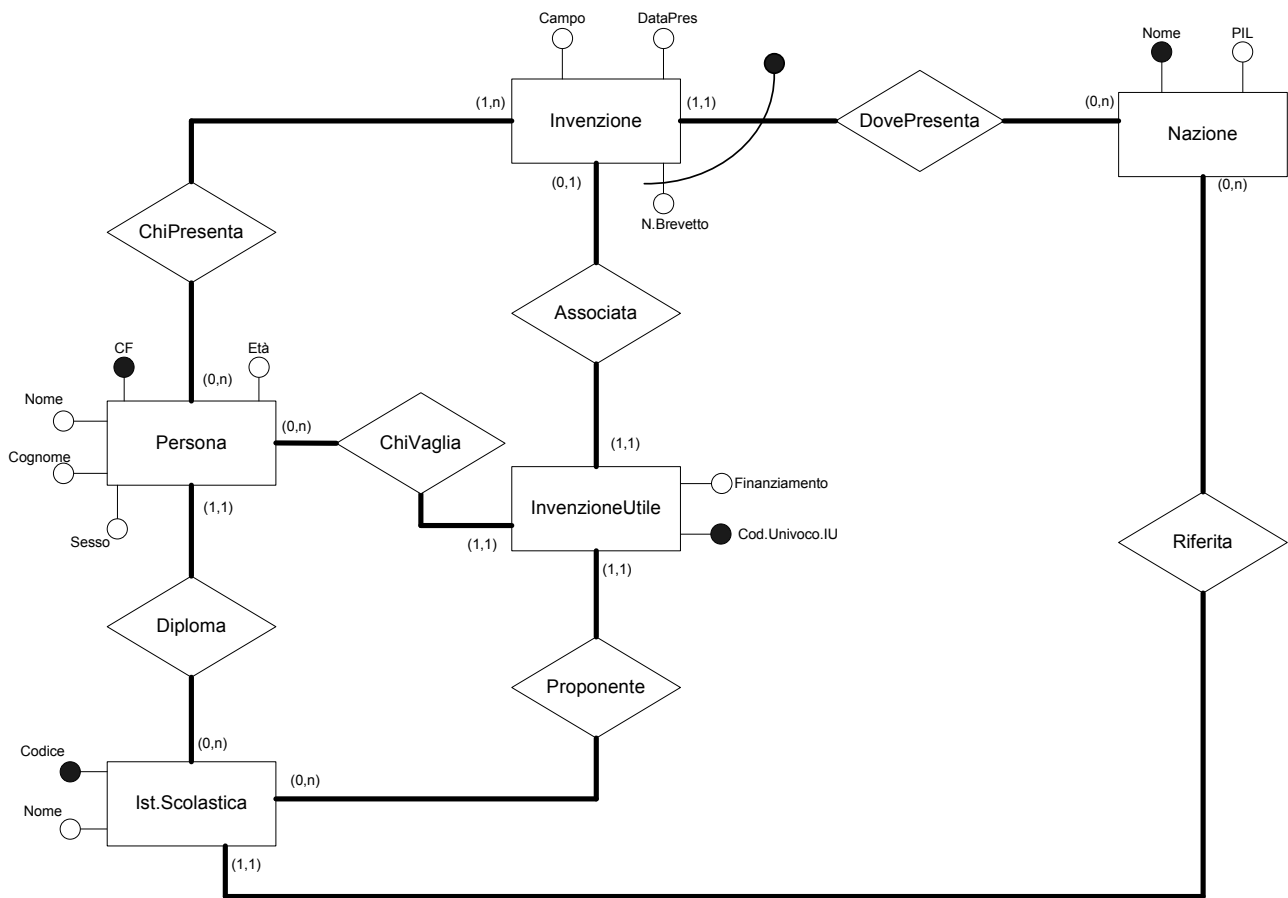 Campo
DataPres
Nome
PIL
(1,n)
Invenzione
(1,1)
DovePresenta
(0,n)
Nazione
(0,1)
(0,n)
N.Brevetto
ChiPresenta
Associata
CF
Età
(0,n)
Nome
Persona
(0,n)
ChiVaglia
Cognome
(1,1)
(1,1)
InvenzioneUtile
Finanziamento
Sesso
(1,1)
Cod.Univoco.IU
(1,1)
Riferita
Diploma
Proponente
Codice
(0,n)
(0,n)
Ist.Scolastica
Nome
(1,1)